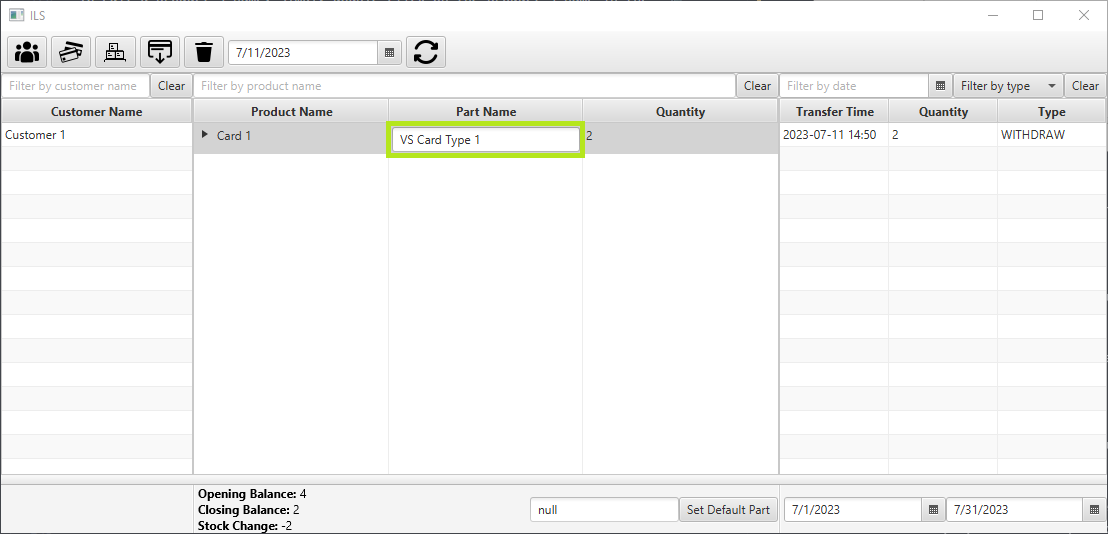 ILS
7/11/2023
Filter by customer name Clear Filter by product name Clear Filter by date Filter by type Clear
Customer Name Product Name Part Name Quantity Transfer Time Quantity Type
Customer 1 Card 1 VS Card Type 1 2 2023-07-11 14:50 2 WITHDRAW
Opening Balance: 4
Closing Balance: 2 null Set Default Part 7/1/2023 7/31/2023
Stock Change: -2